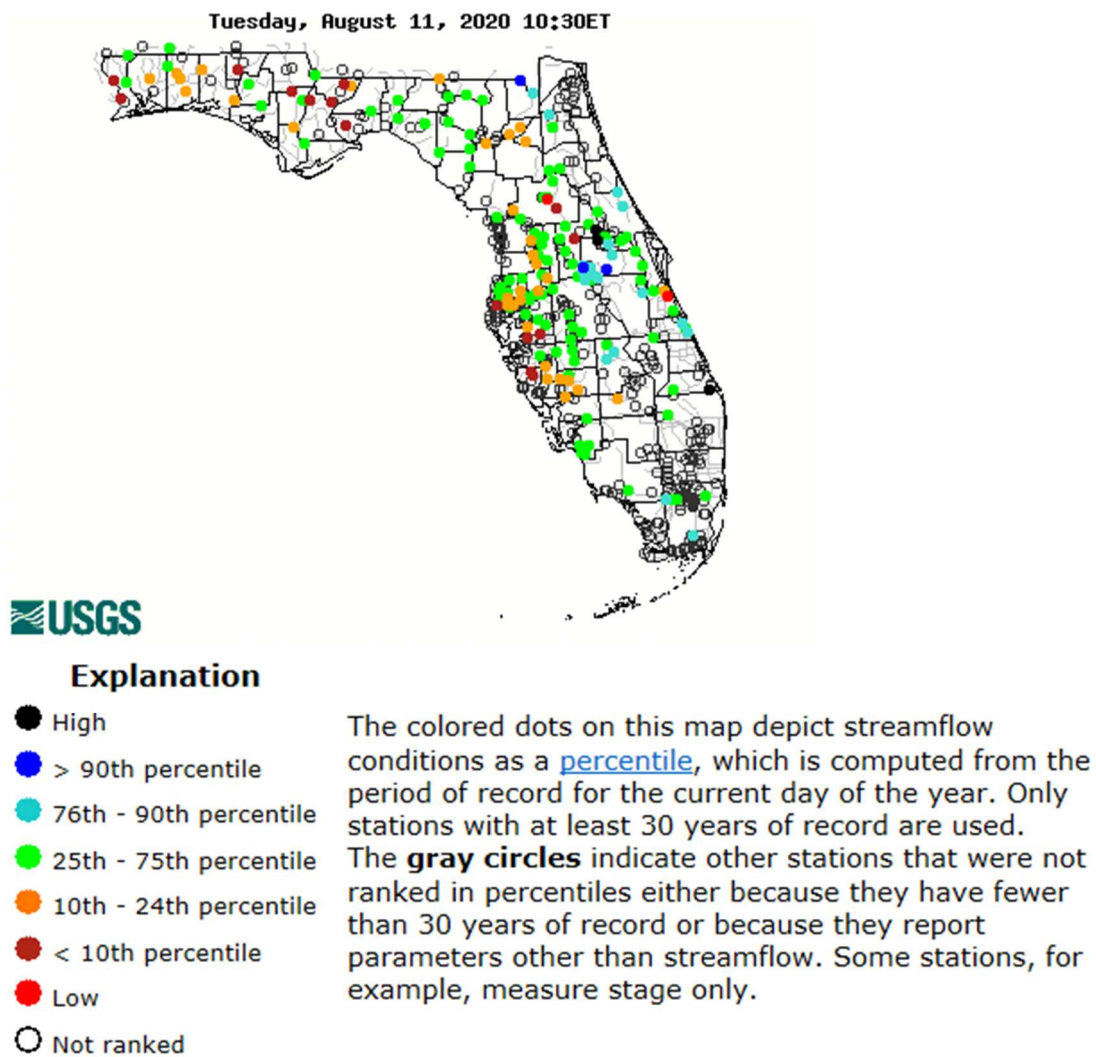 Tuesday, August 11, 2020 10:30ET
USGS
Explanation
High
> 90th percentile
76th - 90th percentile
25th - 75th percentile
10th - 24th percentile
< 10th percentile
Low
Not ranked
The colored dots on this map depict streamflow
conditions as a percentile, which is computed from the
period of record for the current day of the year. Only
stations with at least 30 years of record are used.
The gray circles indicate other stations that were not
ranked in percentiles either because they have fewer
than 30 years of record or because they report
parameters other than streamflow. Some stations, for
example, measure stage only.